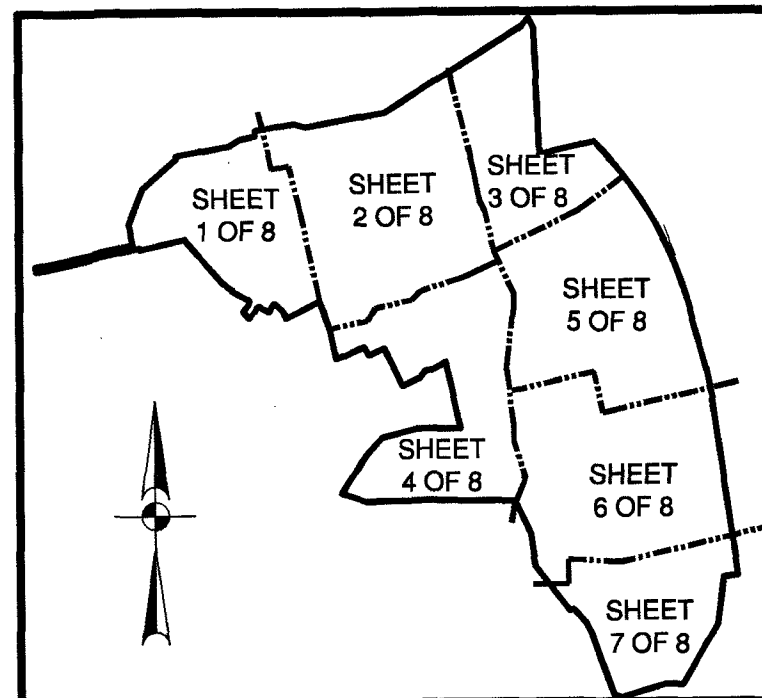 SHEET
1 OF 8
SHEET
2 OF 8
SHEET
3 OF 8
SHEET
4 OF 8
SHEET
5 OF 8
SHEET
6 OF 8
SHEET
7 OF 8